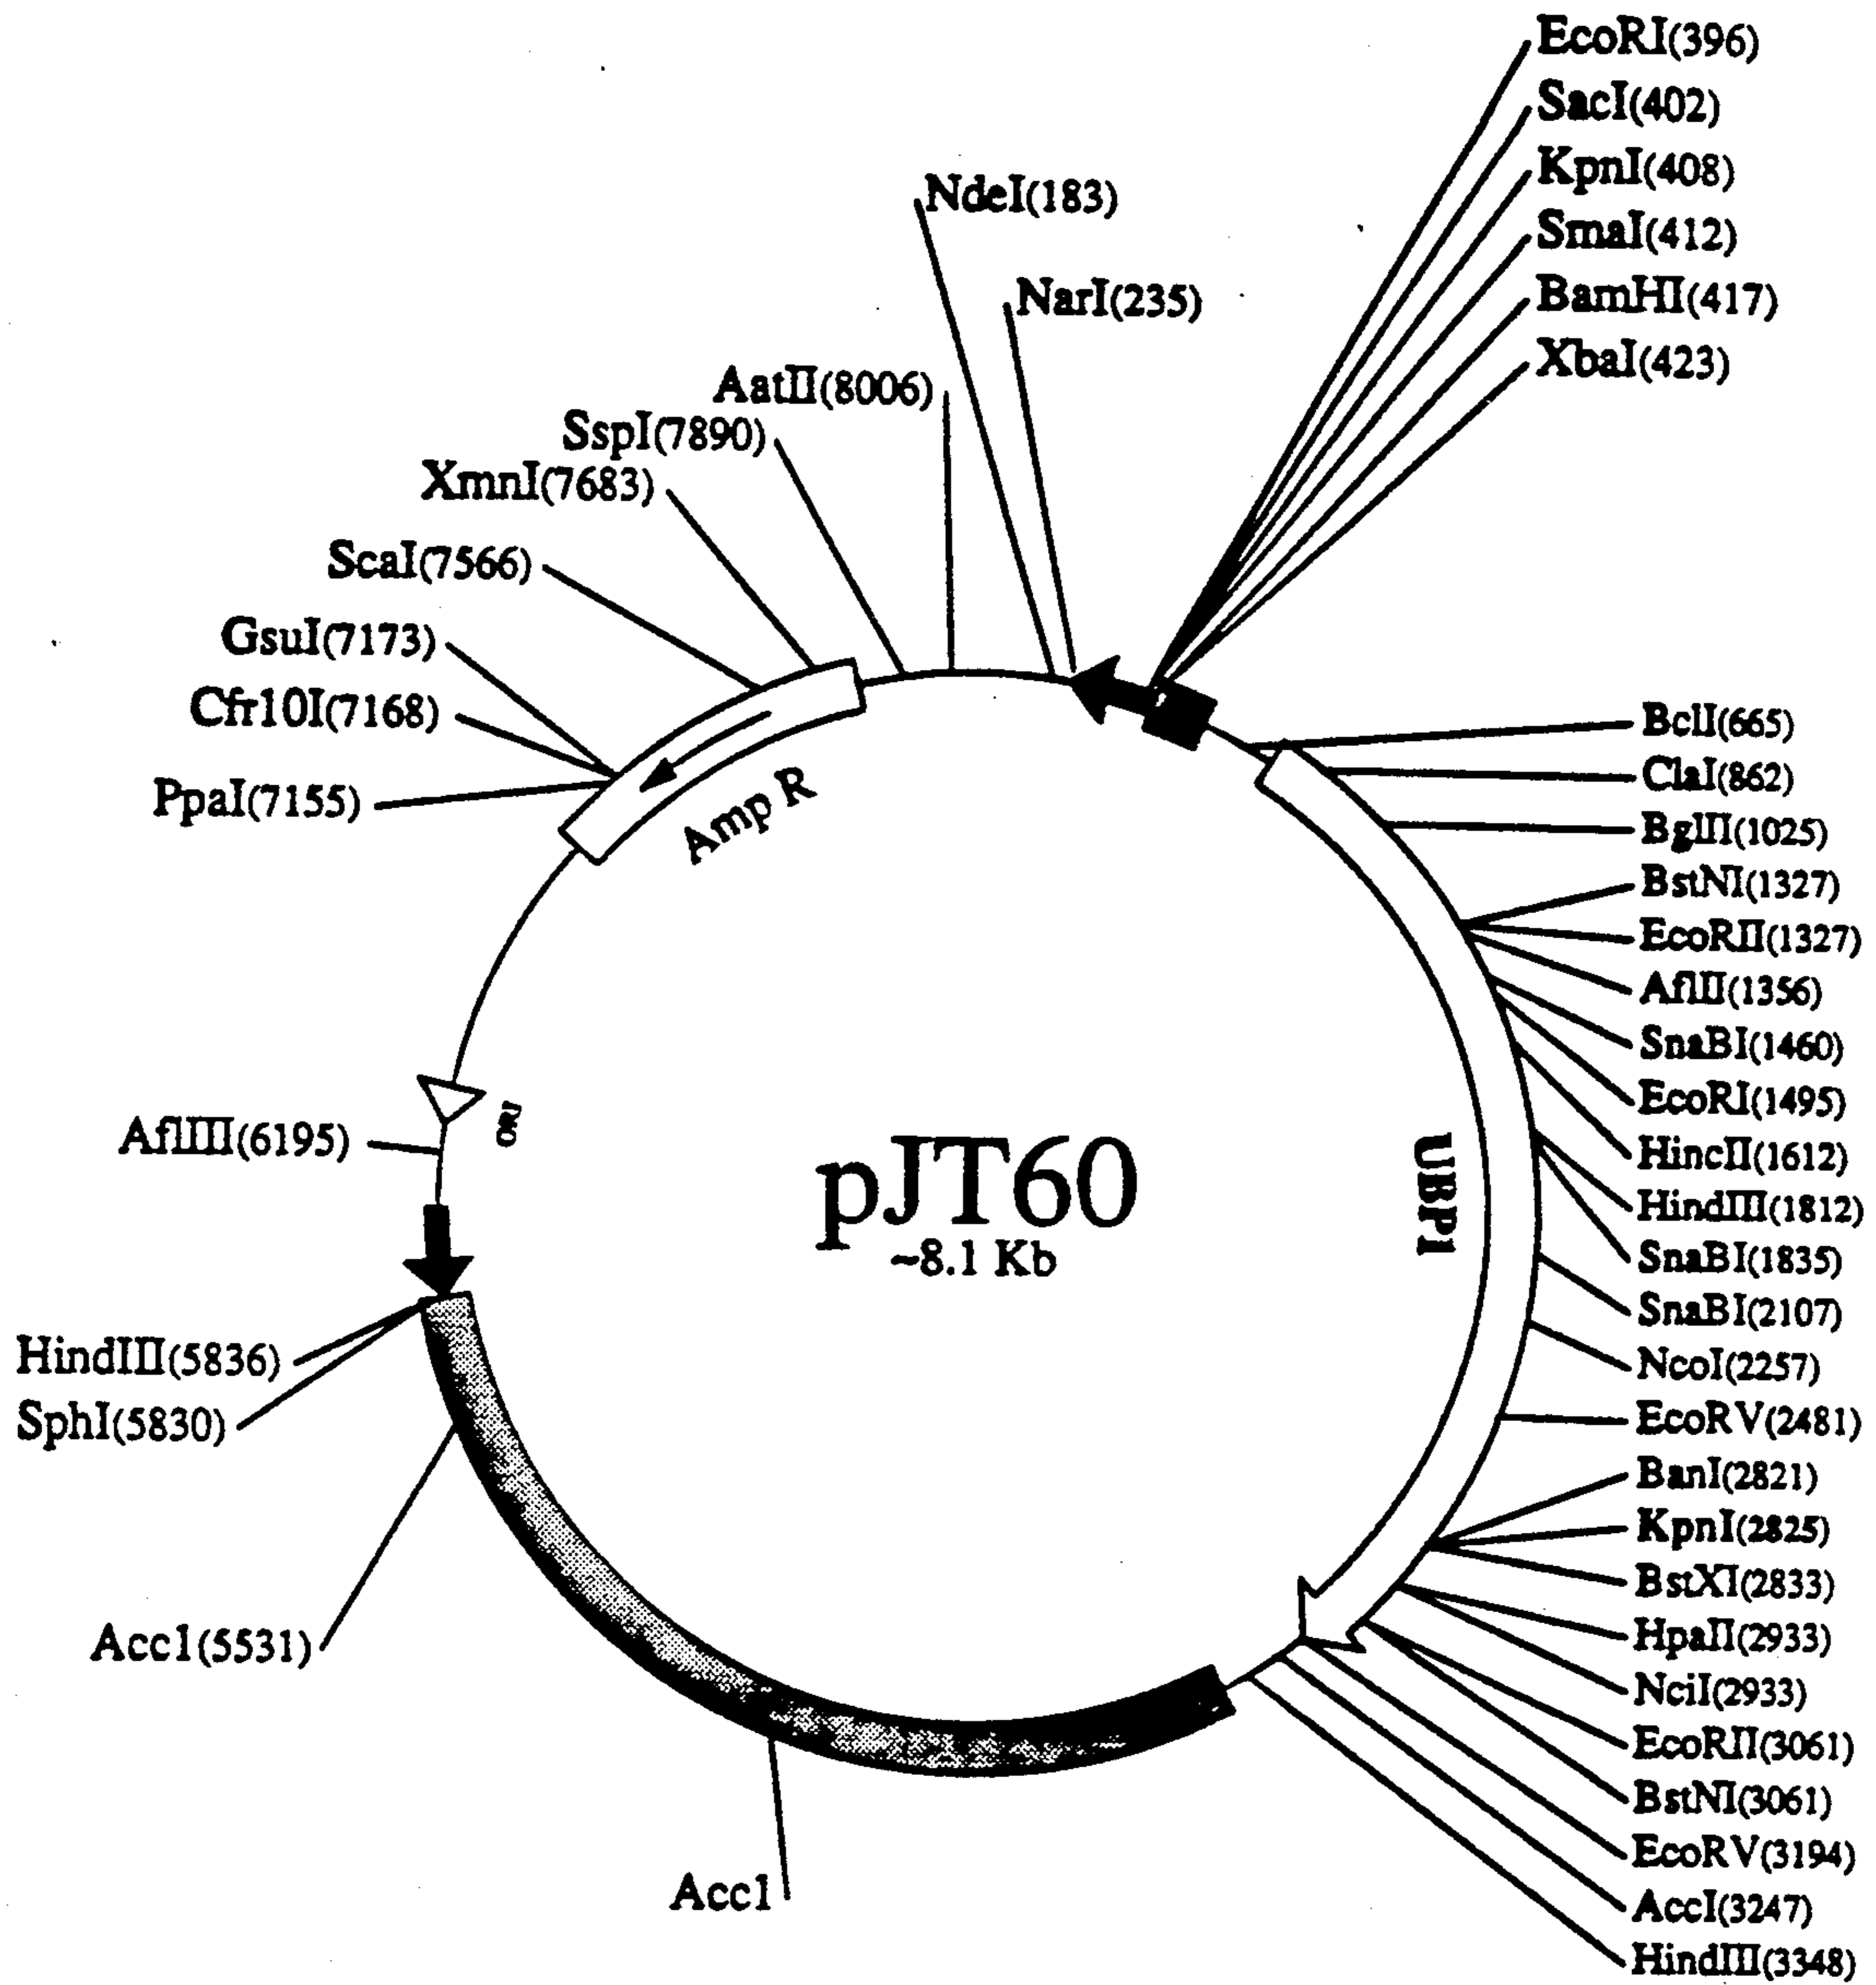 EcoRI(396)
SacI(402)
KpnI(408)
SmaI(412)
BamHI(417)
XbaI(423)
NdeI(183)
NarI(235)
AatII(8006)
SspI(7890)
XmnI(7683)
ScaI(7566)
GsuI(7173)
Cfr10I(7168)
PpaI(7155)
Amp R
BclI(665)
ClaI(862)
BglII(1025)
BstNI(1327)
EcoRII(1327)
AflII(1356)
SnaBI(1460)
EcoRI(1495)
HincII(1612)
HindIII(1812)
SnaBI(1835)
SnaBI(2107)
NcoI(2257)
EcoRV(2481)
BanI(2821)
KpnI(2825)
BstXI(2833)
HpaII(2933)
NciI(2933)
EcoRII(3061)
BstNI(3061)
EcoRV(3194)
AccI(3247)
HindIII(3348)
UBP1
pJT60
~8.1 Kb
ORI
AflIII(6195)
HindIII(5836)
SphI(5830)
Acc1(5531)
Acc1